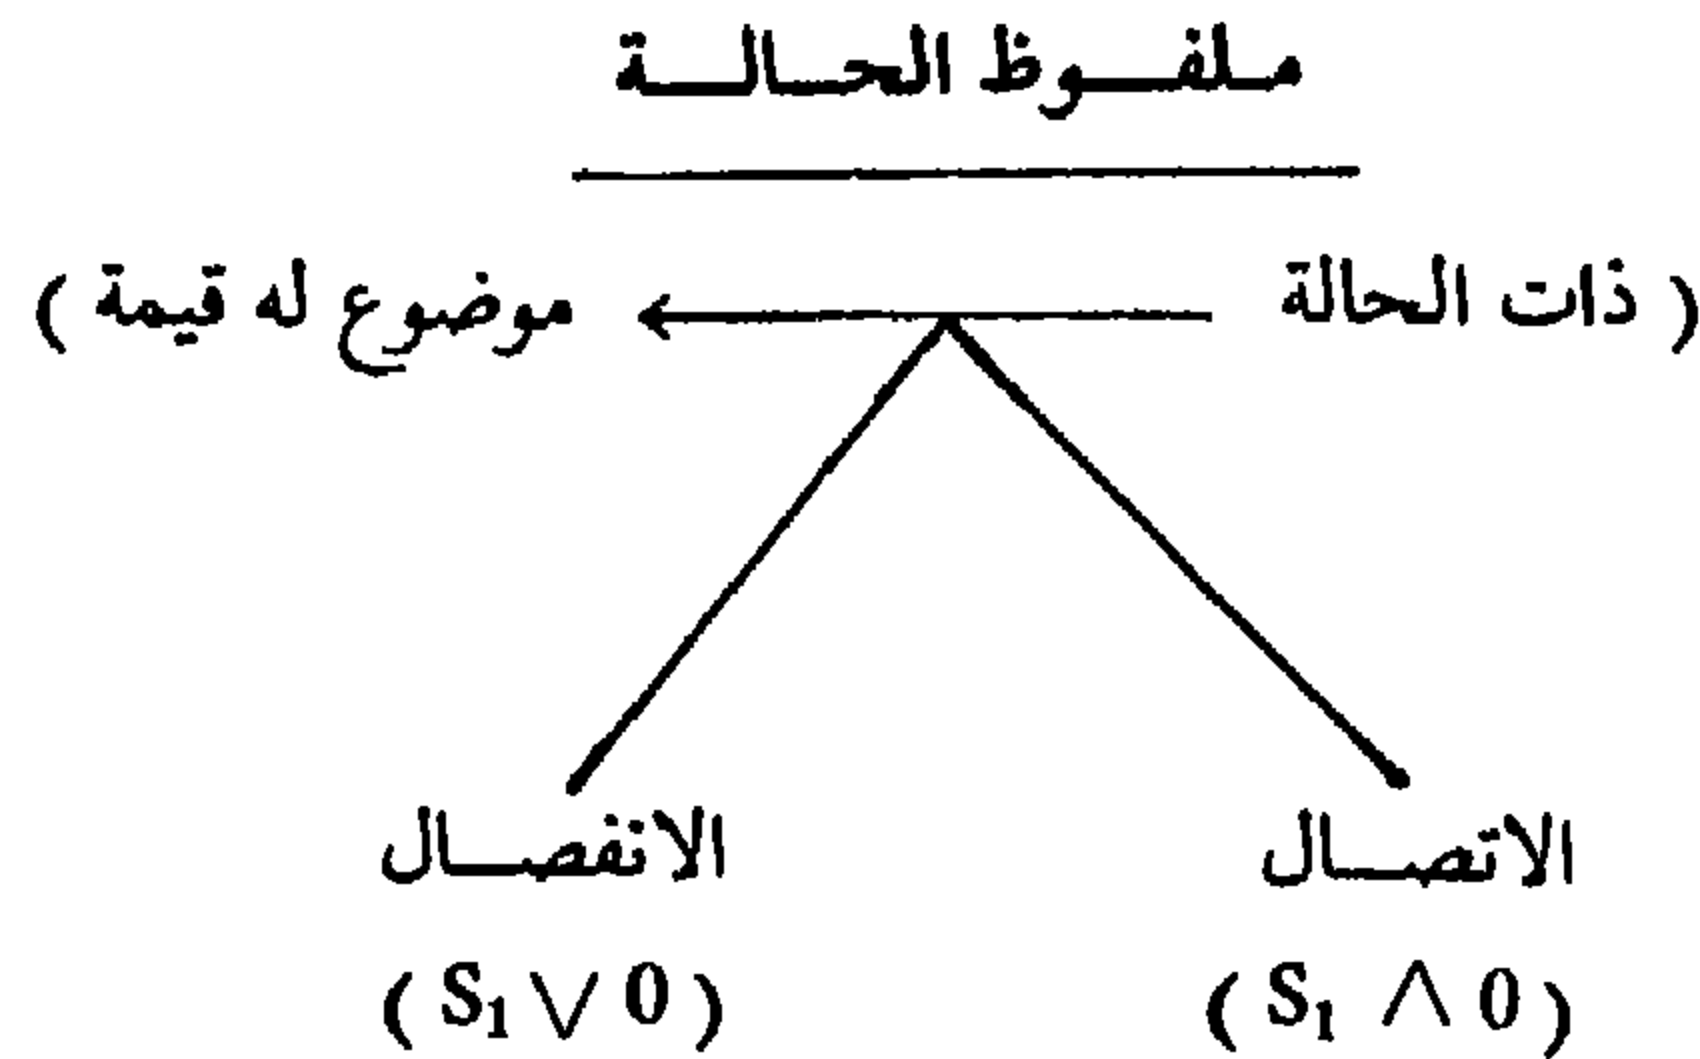 ملفوظ الحالة
( ذات الحالة ← موضوع له قيمة )
الاتصال الانفصال
( S₁ ∧ 0 ) ( S₁ ∨ 0 )